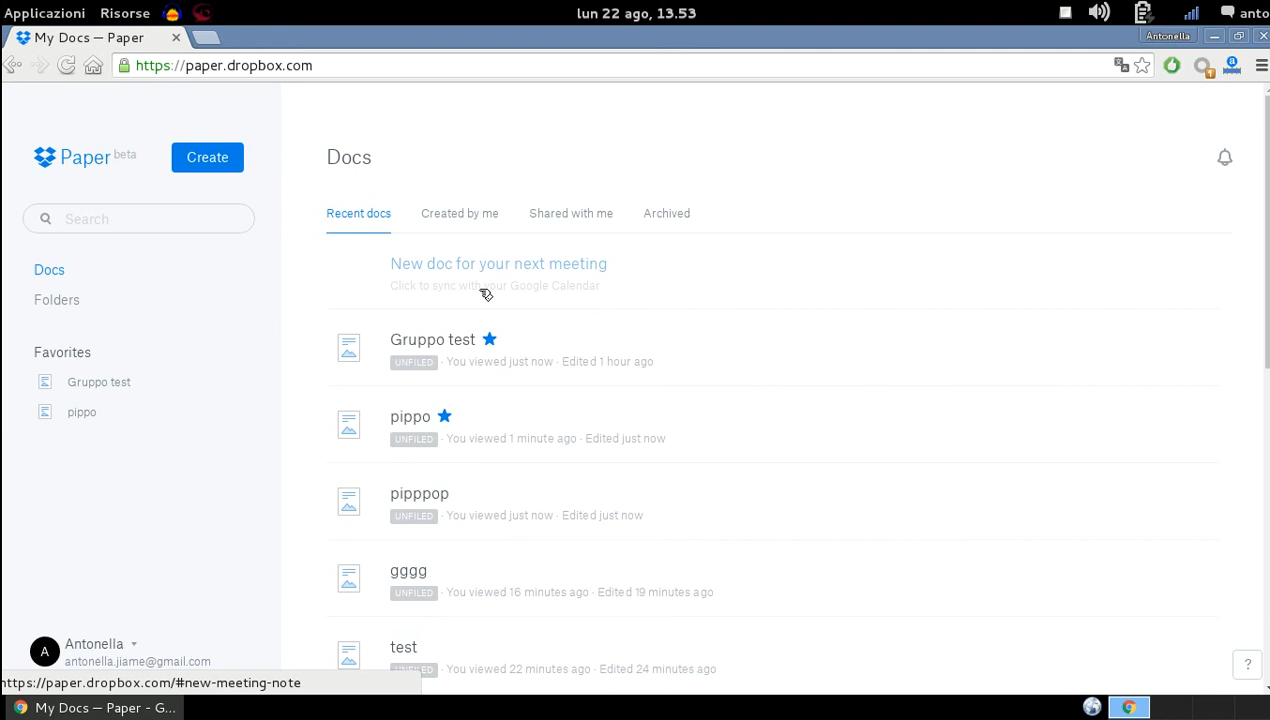 Applicazioni Risorse lun 22 ago, 13.53 anto
My Docs — Paper Antonella
https://paper.dropbox.com
Paper beta Create
Search
Docs
Folders
Favorites
Gruppo test
pippo
Docs
Recent docs Created by me Shared with me Archived
New doc for your next meeting
Click to sync with your Google Calendar
Gruppo test
UNFILED · You viewed just now · Edited 1 hour ago
pippo
UNFILED · You viewed 1 minute ago · Edited just now
pipppop
UNFILED · You viewed just now · Edited just now
gggg
UNFILED · You viewed 16 minutes ago · Edited 19 minutes ago
test
UNFILED · You viewed 22 minutes ago · Edited 24 minutes ago
A Antonella
antonella.jiame@gmail.com
?
https://paper.dropbox.com/#new-meeting-note
My Docs — Paper - G...